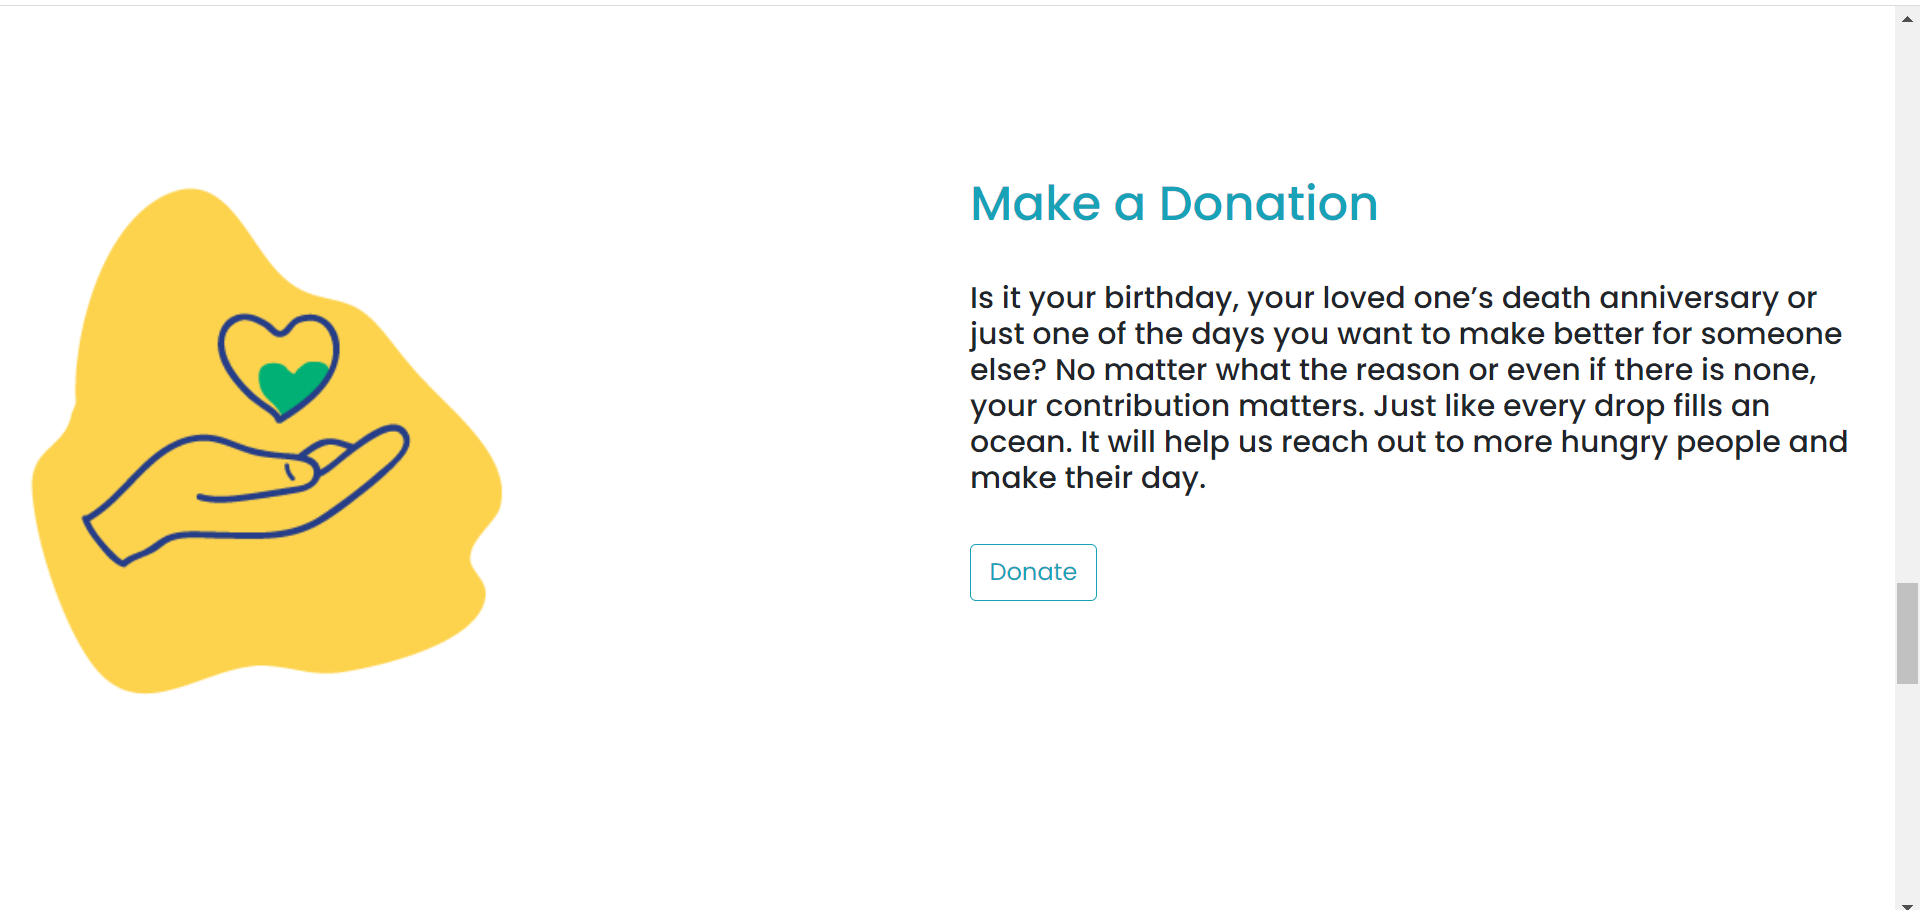 Make a Donation
Is it your birthday, your loved one’s death anniversary or
just one of the days you want to make better for someone
else? No matter what the reason or even if there is none,
your contribution matters. Just like every drop fills an
ocean. It will help us reach out to more hungry people and
make their day.
Donate